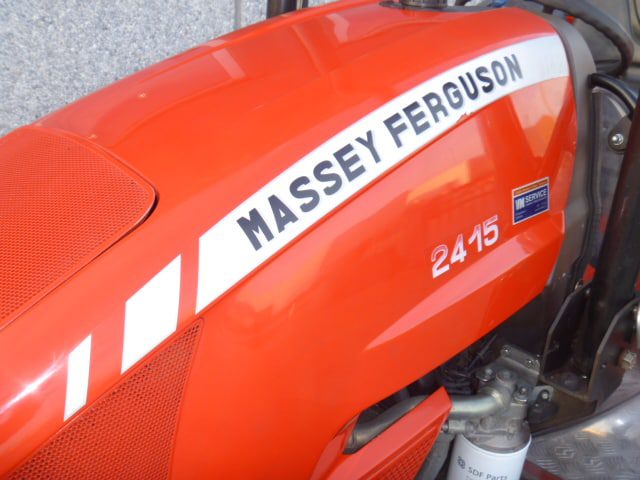 MASSEY FERGUSON
2415
SERVICE
SDF Parts